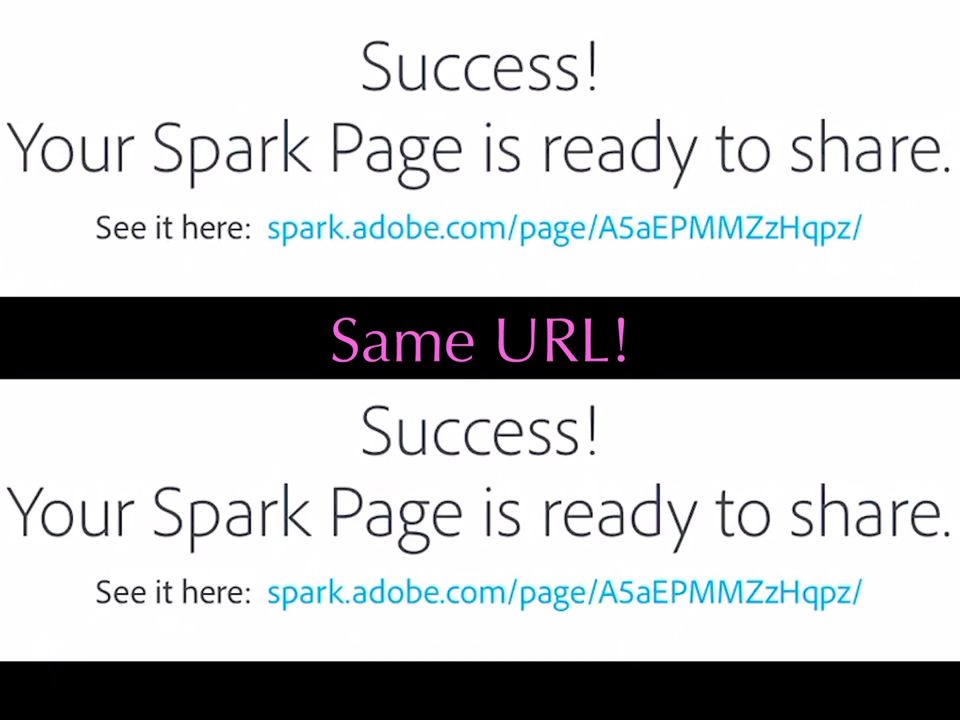 Success!
Your Spark Page is ready to share.
See it here: spark.adobe.com/page/A5aEPMMZzHqpz/
Same URL!
Success!
Your Spark Page is ready to share.
See it here: spark.adobe.com/page/A5aEPMMZzHqpz/